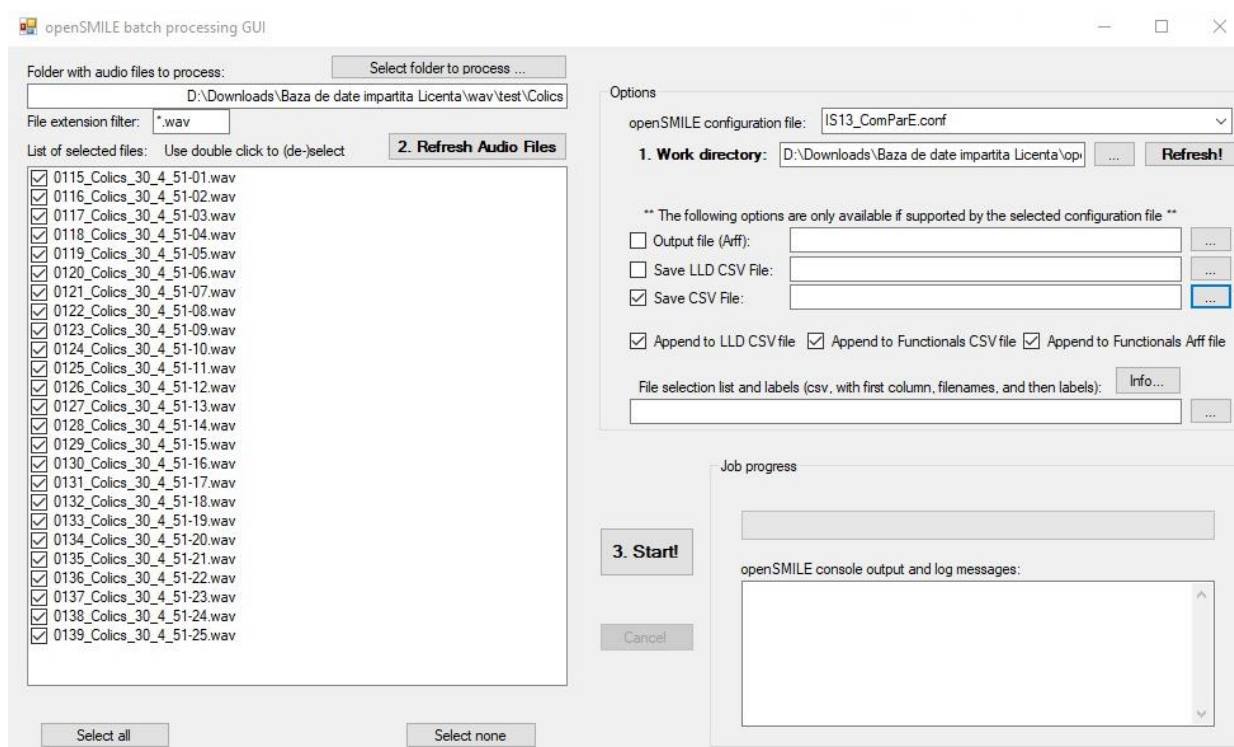 openSMILE batch processing GUI
Folder with audio files to process:
Select folder to process ...
D:\Downloads\Baza de date impartita Licenta\wav\test\Colics
File extension filter:
*.wav
List of selected files:
Use double click to (de-)select
2. Refresh Audio Files
0115_Colics_30_4_51-01.wav
0116_Colics_30_4_51-02.wav
0117_Colics_30_4_51-03.wav
0118_Colics_30_4_51-04.wav
0119_Colics_30_4_51-05.wav
0120_Colics_30_4_51-06.wav
0121_Colics_30_4_51-07.wav
0122_Colics_30_4_51-08.wav
0123_Colics_30_4_51-09.wav
0124_Colics_30_4_51-10.wav
0125_Colics_30_4_51-11.wav
0126_Colics_30_4_51-12.wav
0127_Colics_30_4_51-13.wav
0128_Colics_30_4_51-14.wav
0129_Colics_30_4_51-15.wav
0130_Colics_30_4_51-16.wav
0131_Colics_30_4_51-17.wav
0132_Colics_30_4_51-18.wav
0133_Colics_30_4_51-19.wav
0134_Colics_30_4_51-20.wav
0135_Colics_30_4_51-21.wav
0136_Colics_30_4_51-22.wav
0137_Colics_30_4_51-23.wav
0138_Colics_30_4_51-24.wav
0139_Colics_30_4_51-25.wav
Select all
Select none
Options
openSMILE configuration file:
IS13_ComParE.conf
1. Work directory:
D:\Downloads\Baza de date impartita Licenta\op
...
Refresh!
** The following options are only available if supported by the selected configuration file **
Output file (Arff):
...
Save LLD CSV File:
...
Save CSV File:
...
Append to LLD CSV file
Append to Functionals CSV file
Append to Functionals Arff file
File selection list and labels (csv, with first column, filenames, and then labels):
Info...
...
3. Start!
Cancel
Job progress
openSMILE console output and log messages: